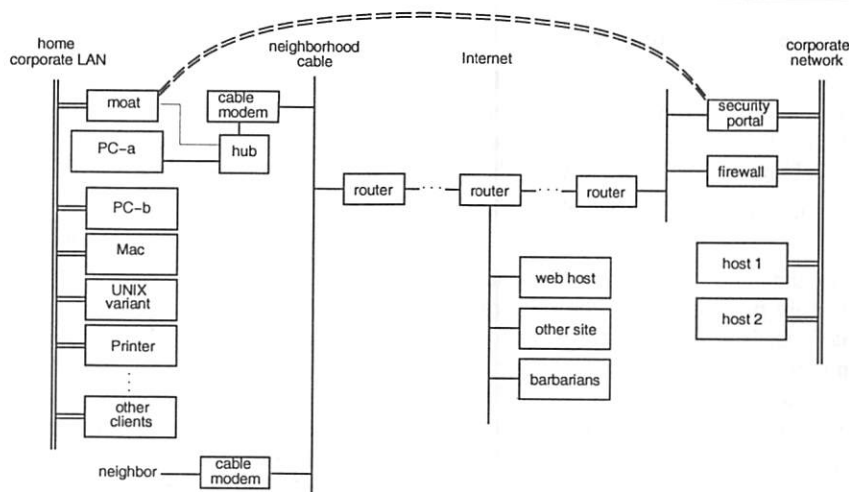 home
corporate LAN
neighborhood
cable
Internet
corporate
network
moat
cable
modem
security
portal
PC-a
hub
firewall
router
router
router
PC-b
Mac
host 1
web host
UNIX
variant
host 2
other site
Printer
barbarians
other
clients
neighbor
cable
modem